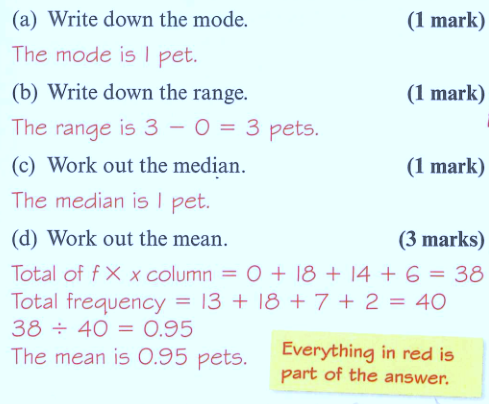 (a) Write down the mode. (1 mark)
The mode is 1 pet.
(b) Write down the range. (1 mark)
The range is 3 − 0 = 3 pets.
(c) Work out the median. (1 mark)
The median is 1 pet.
(d) Work out the mean. (3 marks)
Total of f × x column = 0 + 18 + 14 + 6 = 38
Total frequency = 13 + 18 + 7 + 2 = 40
38 ÷ 40 = 0.95
The mean is 0.95 pets.
Everything in red is
part of the answer.